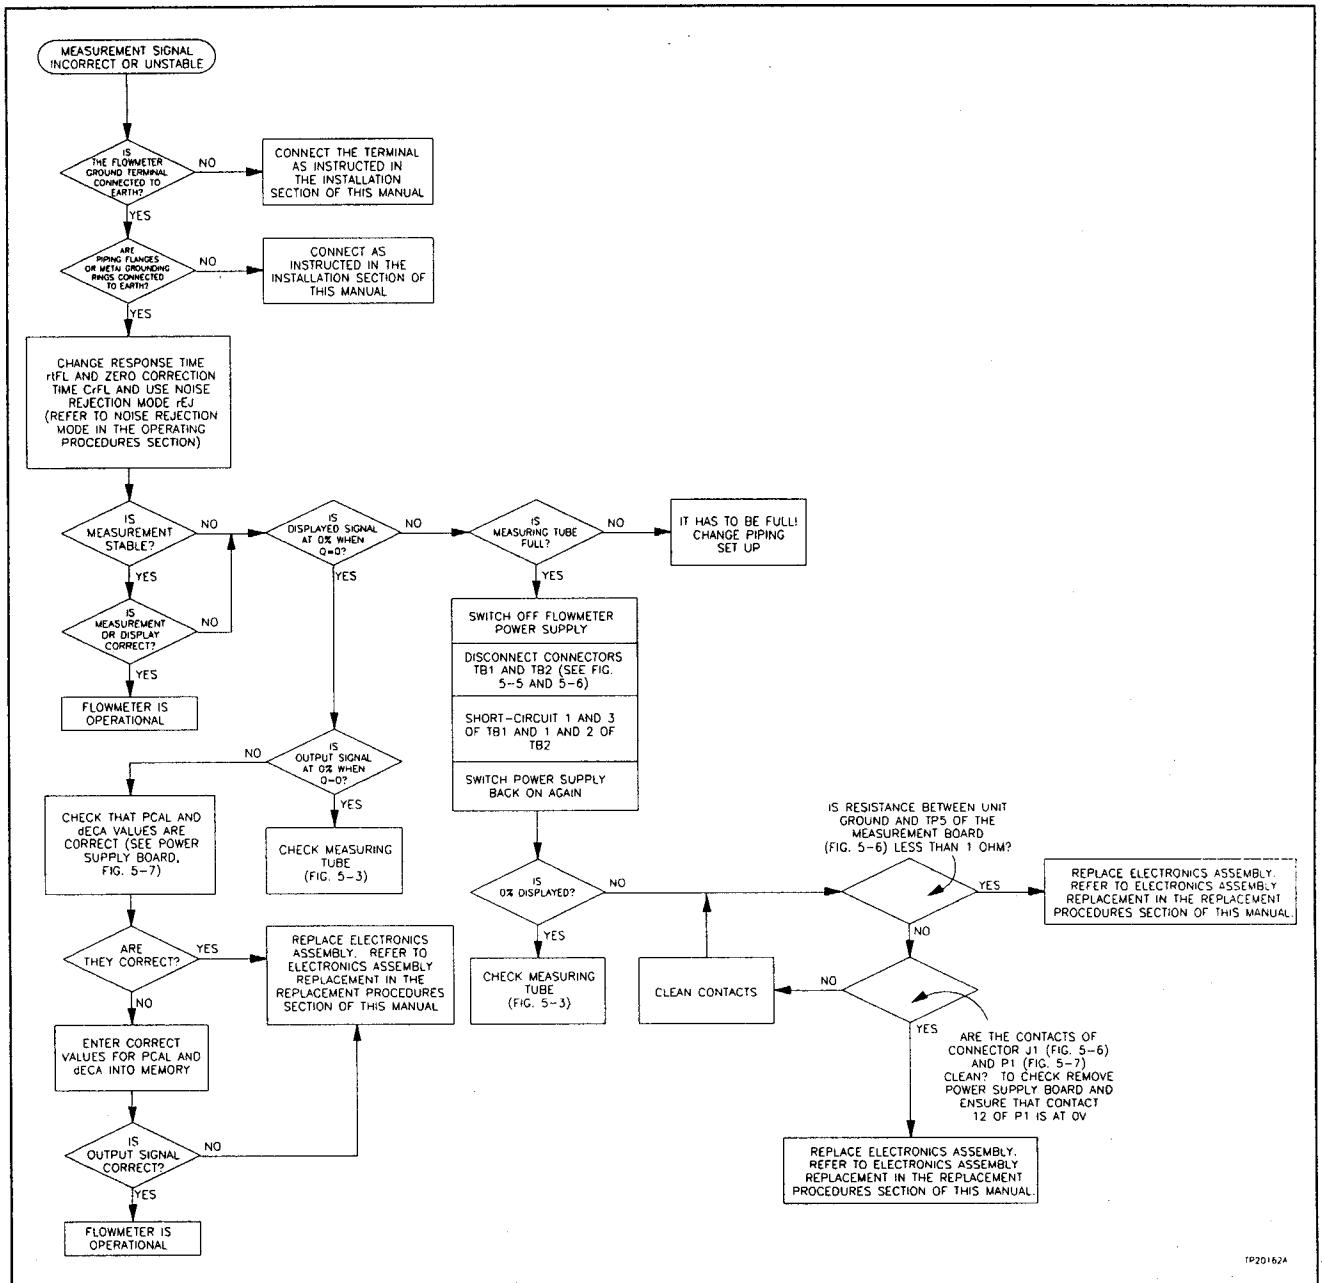 MEASUREMENT SIGNAL
INCORRECT OR UNSTABLE
IS
THE FLOWMETER
GROUND TERMINAL
CONNECTED TO
EARTH?
NO
CONNECT THE TERMINAL
AS INSTRUCTED IN
THE INSTALLATION
SECTION OF THIS MANUAL
YES
ARE
PIPING FLANGES
OR METAL GROUNDING
RINGS CONNECTED
TO EARTH?
NO
CONNECT AS
INSTRUCTED IN THE
INSTALLATION SECTION OF
THIS MANUAL
YES
CHANGE RESPONSE TIME
rtFL AND ZERO CORRECTION
TIME CrFL AND USE NOISE
REJECTION MODE rEJ
(REFER TO NOISE REJECTION
MODE IN THE OPERATING
PROCEDURES SECTION)
IS
MEASUREMENT
STABLE?
NO
YES
IS
MEASUREMENT
OR DISPLAY
CORRECT?
NO
YES
FLOWMETER IS
OPERATIONAL
IS
DISPLAYED SIGNAL
AT 0% WHEN
Q=0?
NO
YES
IS
MEASURING TUBE
FULL?
NO
IT HAS TO BE FULL!
CHANGE PIPING
SET UP
YES
SWITCH OFF FLOWMETER
POWER SUPPLY
DISCONNECT CONNECTORS
TB1 AND TB2 (SEE FIG.
5-5 AND 5-6)
SHORT-CIRCUIT 1 AND 3
OF TB1 AND 1 AND 2 OF
TB2
SWITCH POWER SUPPLY
BACK ON AGAIN
IS
OUTPUT SIGNAL
AT 0% WHEN
Q=0?
NO
YES
CHECK MEASURING
TUBE
(FIG. 5-3)
CHECK THAT PCAL AND
dECA VALUES ARE
CORRECT (SEE POWER
SUPPLY BOARD,
FIG. 5-7)
ARE
THEY CORRECT?
YES
REPLACE ELECTRONICS
ASSEMBLY. REFER TO
ELECTRONICS ASSEMBLY
REPLACEMENT IN THE
REPLACEMENT PROCEDURES
SECTION OF THIS MANUAL
NO
ENTER CORRECT
VALUES FOR PCAL AND
dECA INTO MEMORY
IS
OUTPUT SIGNAL
CORRECT?
NO
YES
FLOWMETER IS
OPERATIONAL
IS
0% DISPLAYED?
NO
YES
CHECK MEASURING
TUBE
(FIG. 5-3)
IS RESISTANCE BETWEEN UNIT
GROUND AND TP5 OF THE
MEASUREMENT BOARD
(FIG. 5-6) LESS THAN 1 OHM?
YES
REPLACE ELECTRONICS ASSEMBLY.
REFER TO ELECTRONICS ASSEMBLY
REPLACEMENT IN THE REPLACEMENT
PROCEDURES SECTION OF THIS MANUAL.
NO
CLEAN CONTACTS
NO
YES
ARE THE CONTACTS OF
CONNECTOR J1 (FIG. 5-6)
AND P1 (FIG. 5-7)
CLEAN? TO CHECK REMOVE
POWER SUPPLY BOARD AND
ENSURE THAT CONTACT
12 OF P1 IS AT 0V
REPLACE ELECTRONICS ASSEMBLY.
REFER TO ELECTRONICS ASSEMBLY
REPLACEMENT IN THE REPLACEMENT
PROCEDURES SECTION OF THIS MANUAL.
TP20162A